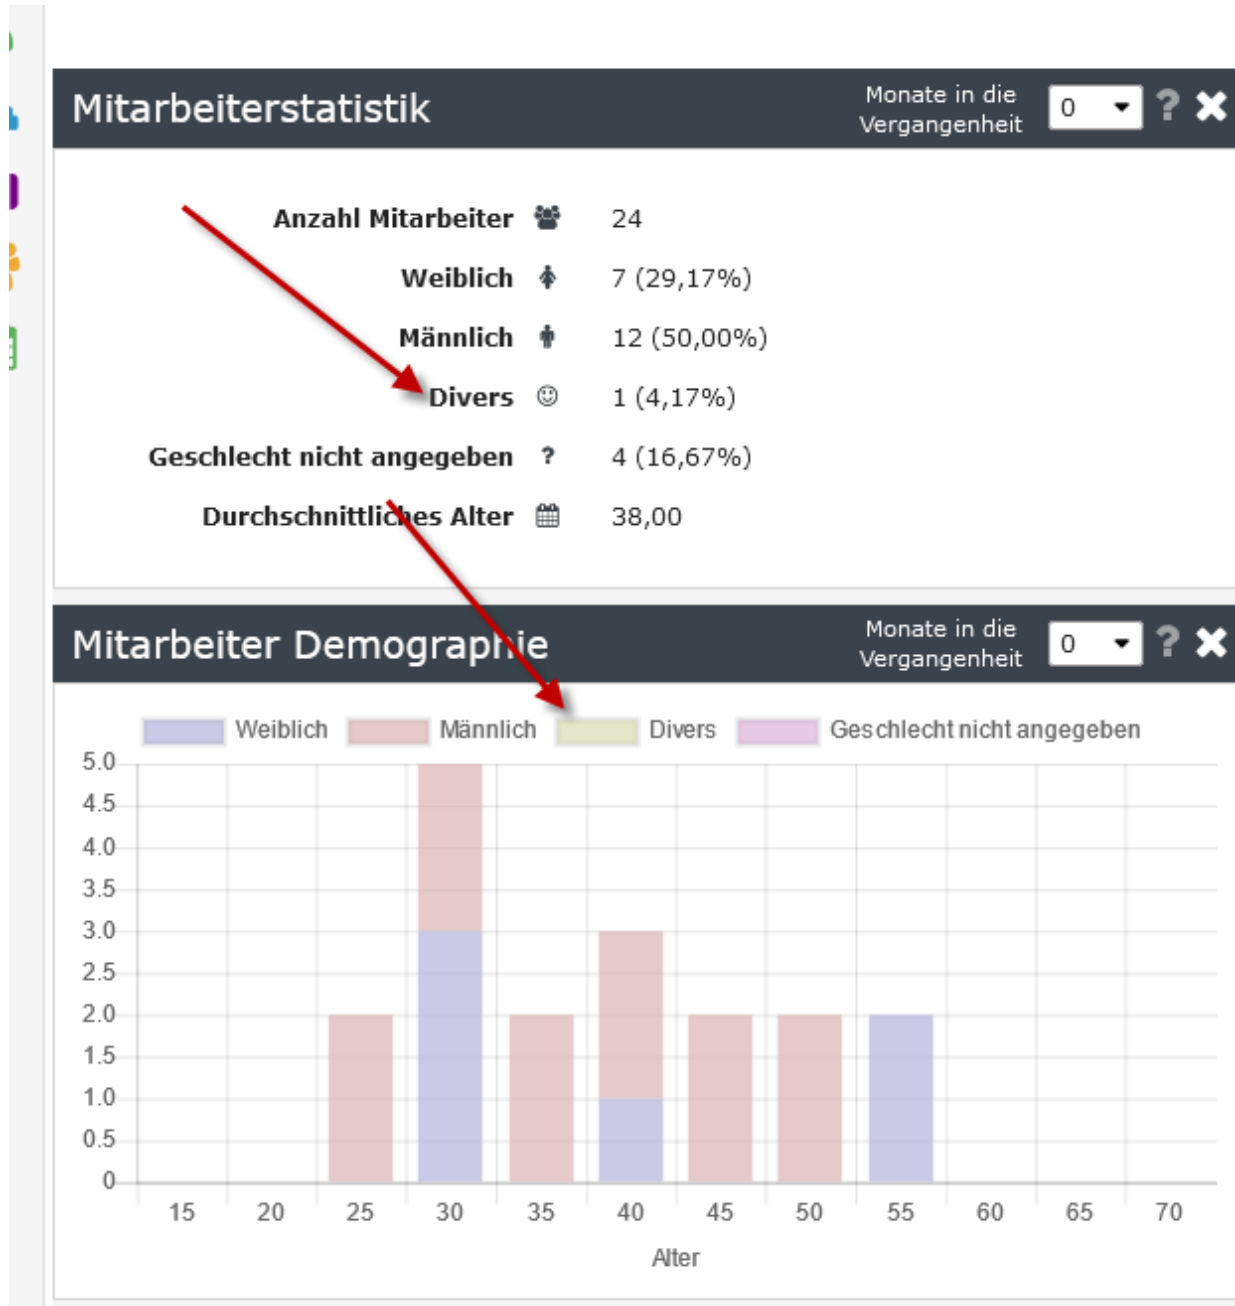 Mitarbeiterstatistik
Monate in die
Vergangenheit
0
?
Anzahl Mitarbeiter 24
Weiblich 7 (29,17%)
Männlich 12 (50,00%)
Divers 1 (4,17%)
Geschlecht nicht angegeben ? 4 (16,67%)
Durchschnittliches Alter 38,00
Mitarbeiter Demographie
Monate in die
Vergangenheit
0
?
Weiblich Männlich Divers Geschlecht nicht angegeben
5.0
4.5
4.0
3.5
3.0
2.5
2.0
1.5
1.0
0.5
0
15 20 25 30 35 40 45 50 55 60 65 70
Alter